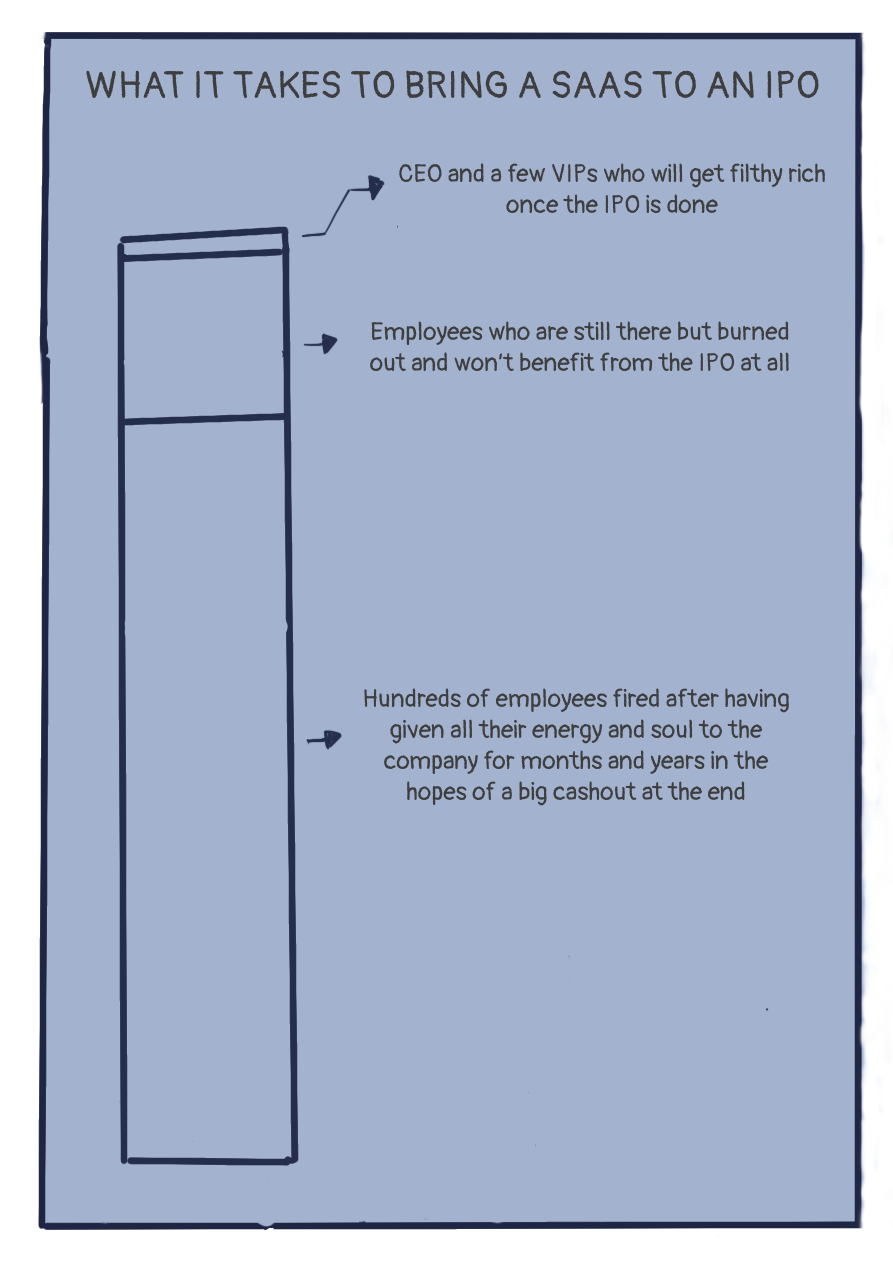 WHAT IT TAKES TO BRING A SAAS TO AN IPO
CEO and a few VIPs who will get filthy rich
once the IPO is done
Employees who are still there but burned
out and won't benefit from the IPO at all
Hundreds of employees fired after having
given all their energy and soul to the
company for months and years in the
hopes of a big cashout at the end